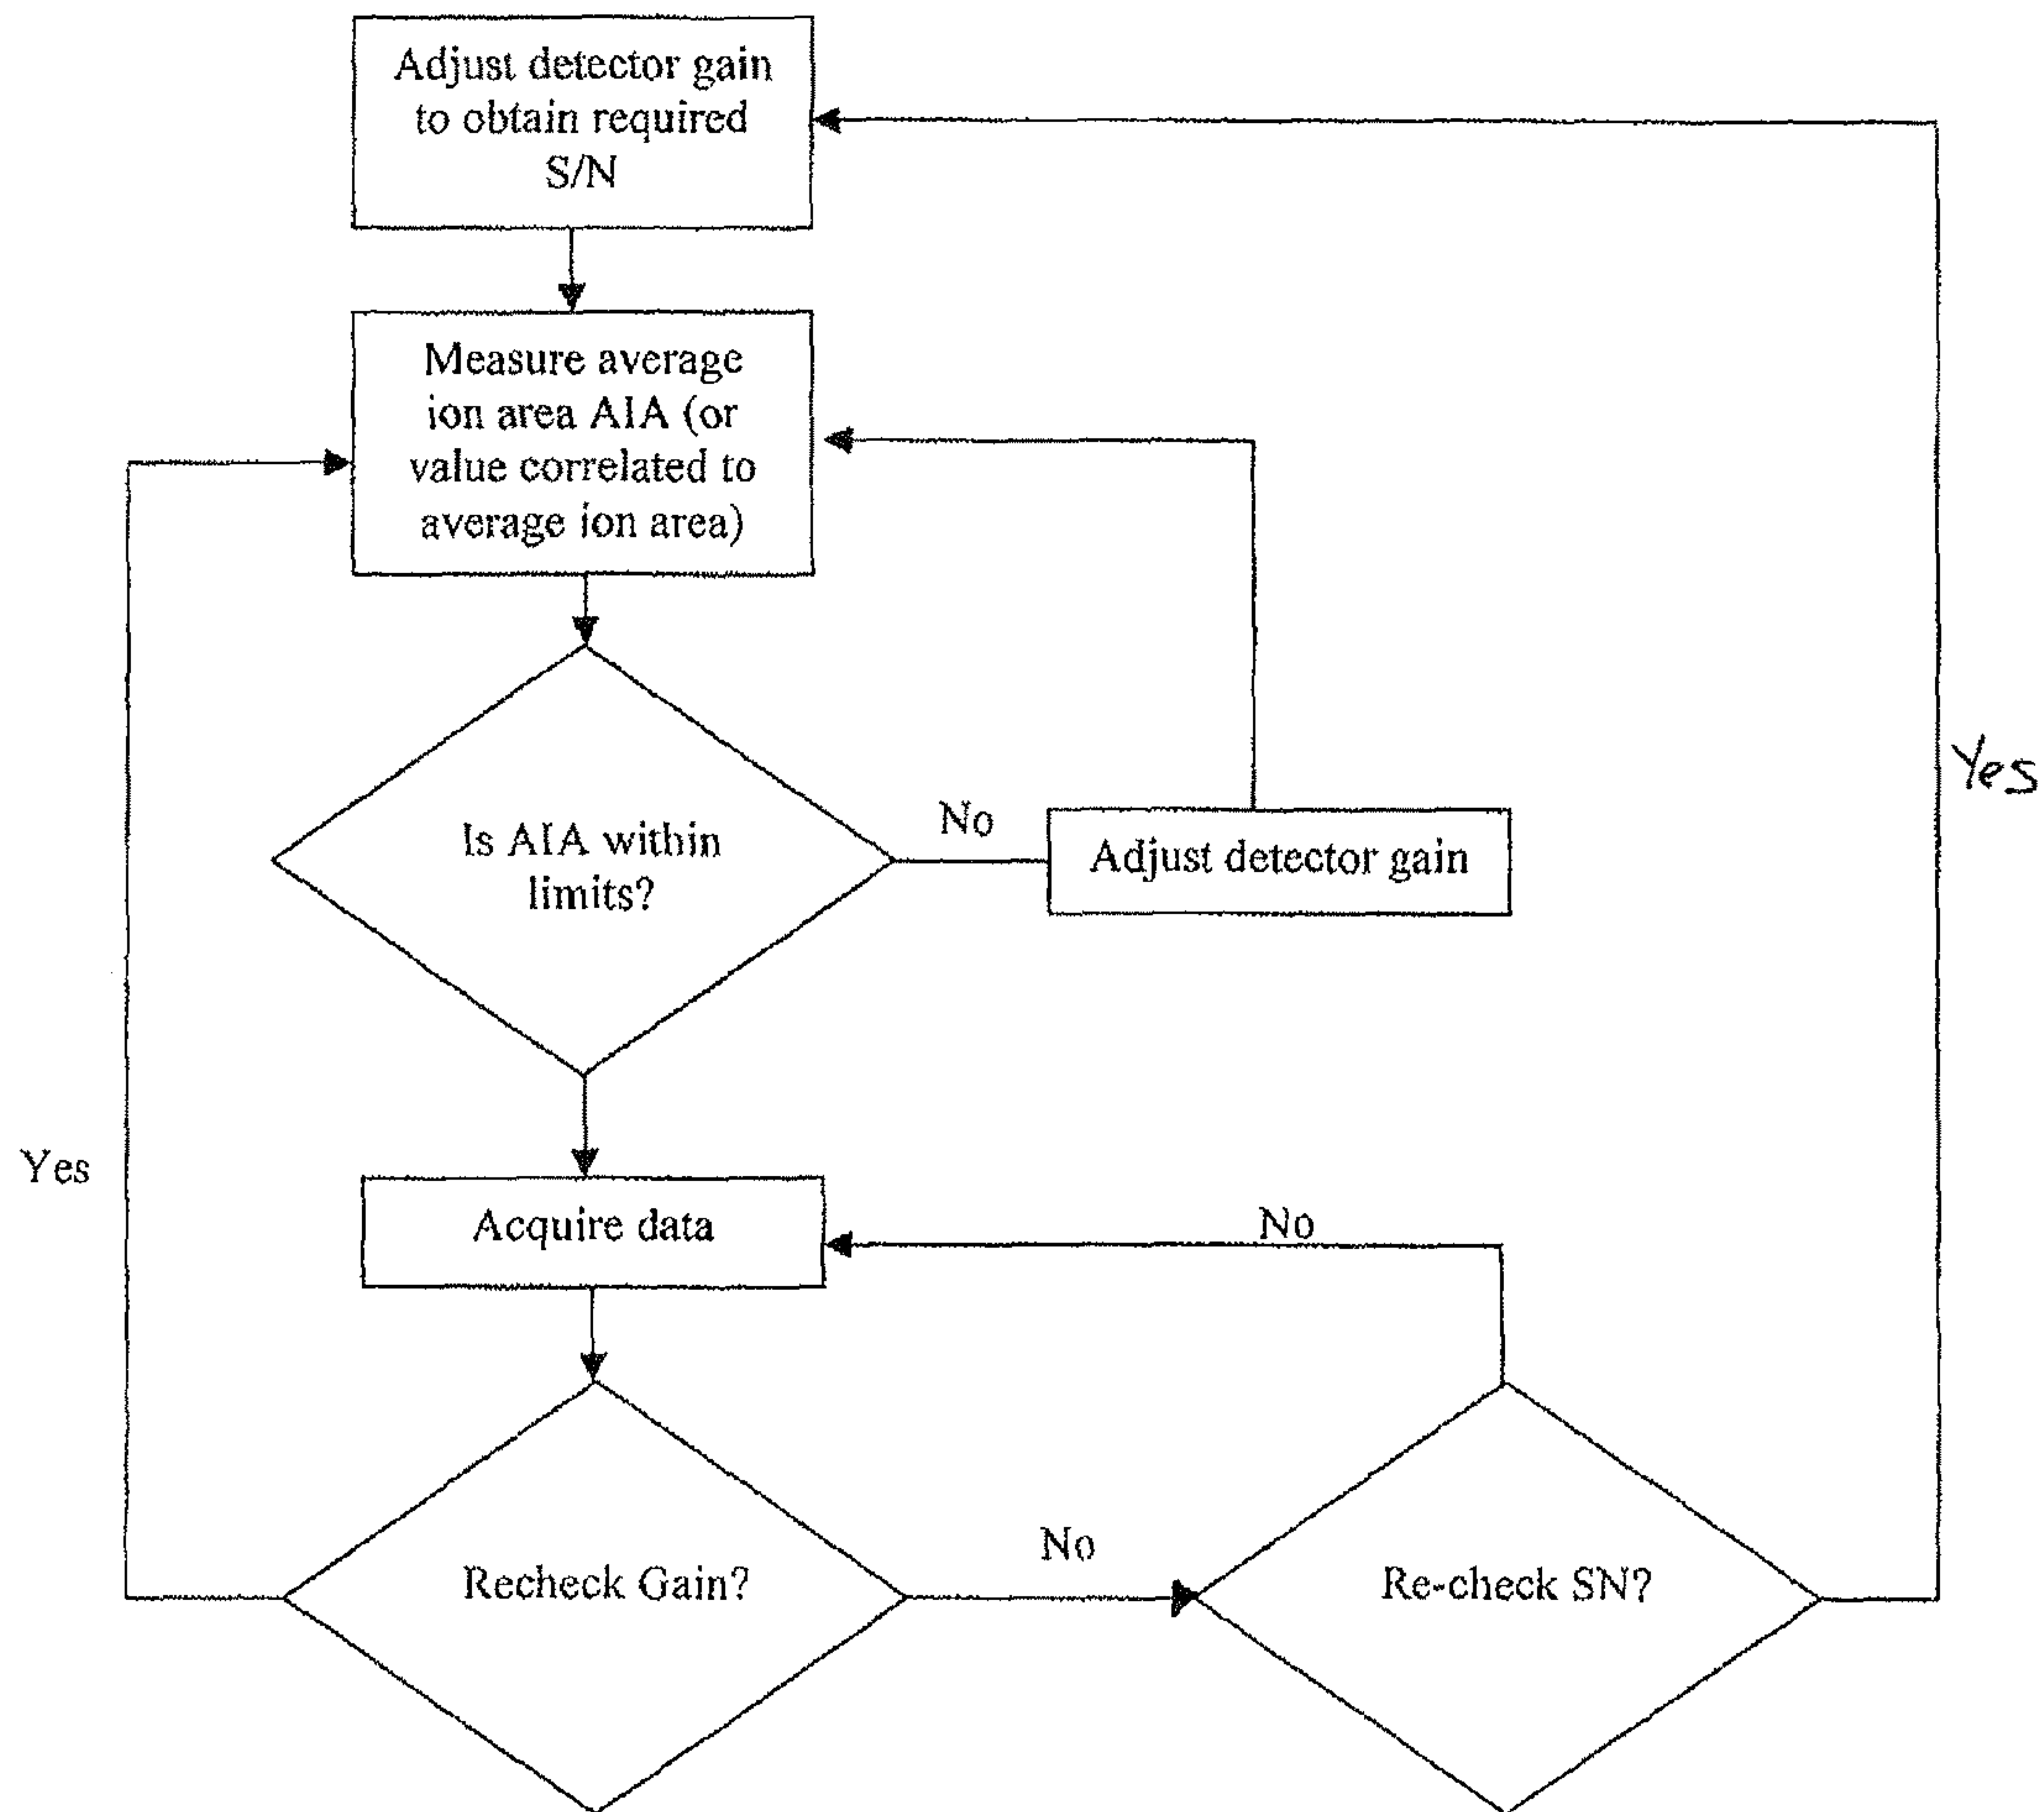 Adjust detector gain
to obtain required
S/N
Measure average
ion area AIA (or
value correlated to
average ion area)
Yes
Is AIA within
limits?
No
Adjust detector gain
Yes
Acquire data
No
Recheck Gain?
No
Re-check SN?